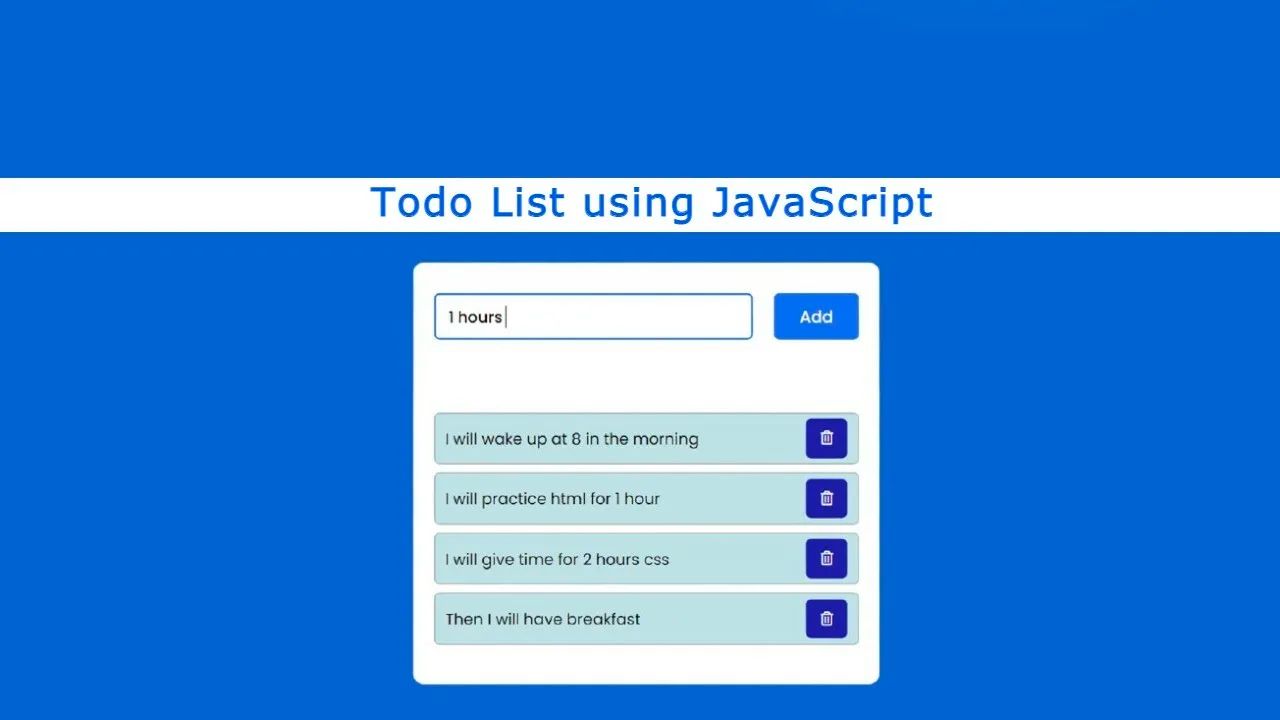 Todo List using JavaScript
1 hours
Add
I will wake up at 8 in the morning
I will practice html for 1 hour
I will give time for 2 hours css
Then I will have breakfast